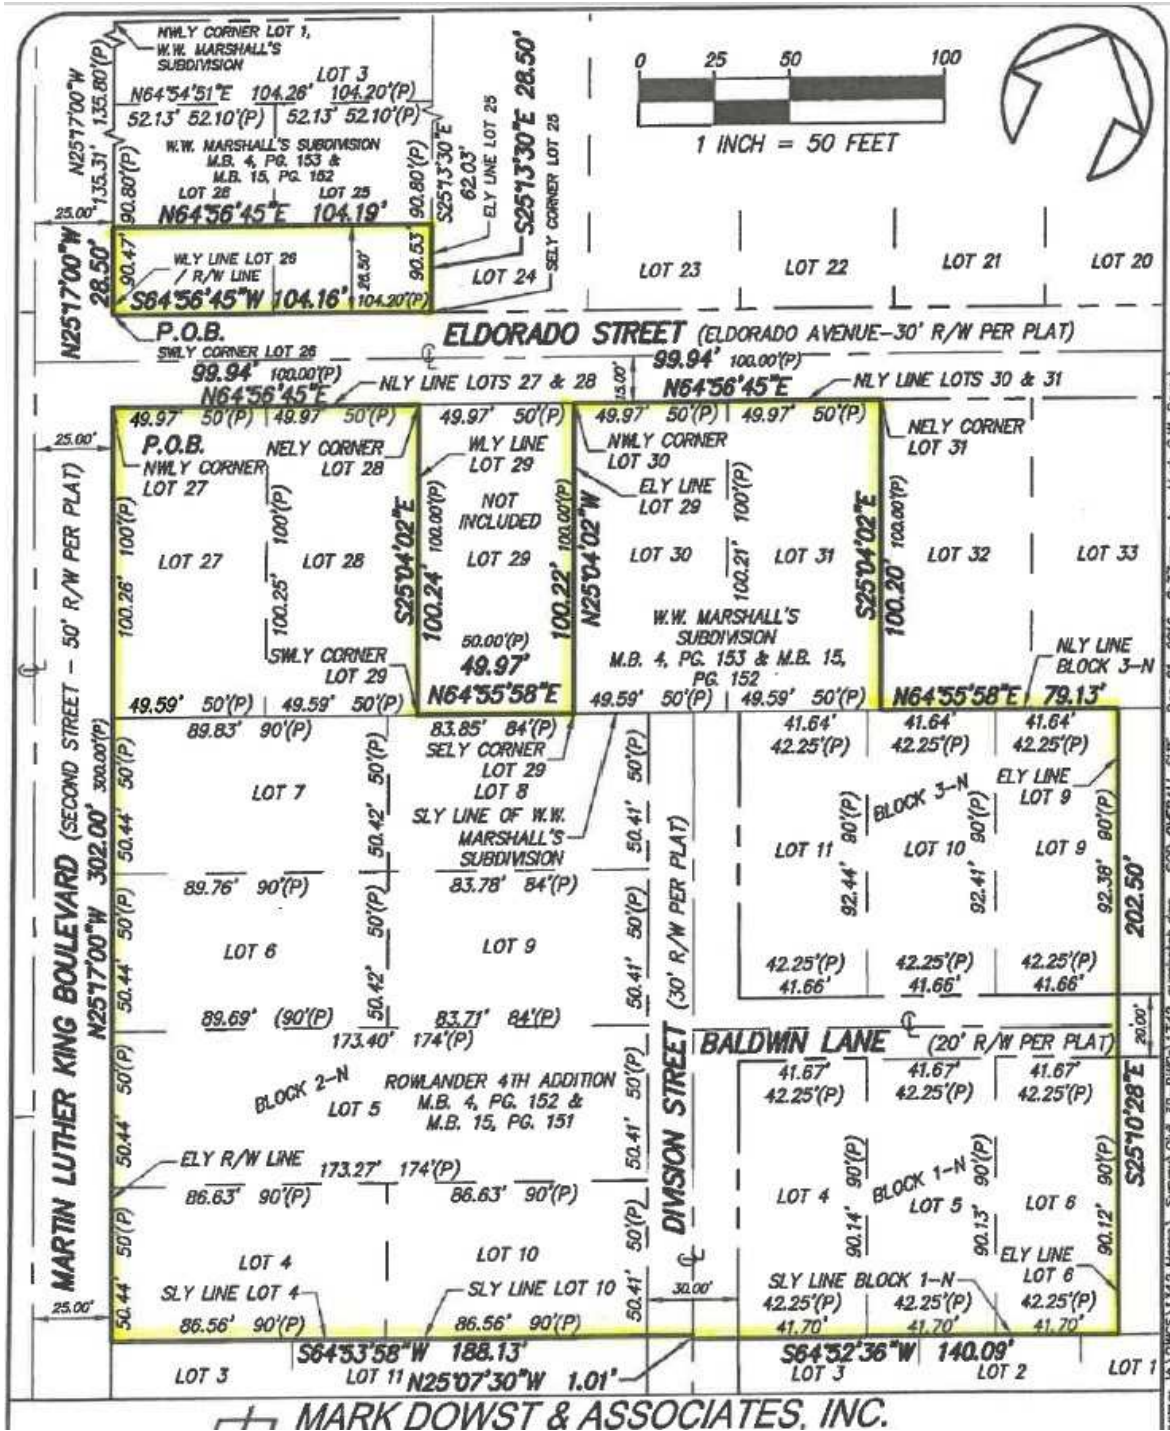 NWLY CORNER LOT 1,
W.W. MARSHALL'S
SUBDIVISION
LOT 3
N64°54'51"E 104.26' 104.20'(P)
52.13' 52.10'(P) 52.13' 52.10'(P)
W.W. MARSHALL'S SUBDIVISION
M.B. 4, PG. 153 &
M.B. 15, PG. 152
LOT 26 LOT 25
N64°56'45"E 104.19'
N25°17'00"W
135.80'(P)
135.31'
90.80'(P)
90.80'(P)
S25°13'30"E
62.03'
ELY LINE LOT 25
S25°13'30"E 28.50'
SELY CORNER LOT 25
0 25 50 100
1 INCH = 50 FEET
25.00'
N25°17'00"W
28.50'
90.47'
WLY LINE LOT 26
/ R/W LINE
28.50'
90.53'
S64°56'45"W 104.16'
104.20'(P)
LOT 24
LOT 23
LOT 22
LOT 21
LOT 20
P.O.B.
SWLY CORNER LOT 26
ELDORADO STREET (ELDORADO AVENUE-30' R/W PER PLAT)
99.94' 100.00'(P)
N64°56'45"E
NLY LINE LOTS 27 & 28
15.00'
99.94' 100.00'(P)
N64°56'45"E
NLY LINE LOTS 30 & 31
49.97' 50'(P) 49.97' 50'(P) 49.97' 50'(P) 49.97' 50'(P) 49.97' 50'(P)
25.00'
P.O.B.
NWLY CORNER
LOT 27
NELY CORNER
LOT 28
WLY LINE
LOT 29
NOT
INCLUDED
NWLY CORNER
LOT 30
ELY LINE
LOT 29
NELY CORNER
LOT 31
100'(P)
100.26'
LOT 27
100'(P)
100.25'
LOT 28
S25°04'02"E
100.24'
100.00'(P)
LOT 29
100.00'(P)
100.22'
N25°04'02"W
LOT 30
100'(P)
100.21'
LOT 31
S25°04'02"E
100.20'
100.00'(P)
LOT 32
LOT 33
W.W. MARSHALL'S
SUBDIVISION
M.B. 4, PG. 153 & M.B. 15,
PG. 152
SWLY CORNER
LOT 29
50.00'(P)
49.97'
N64°55'58"E
NLY LINE
BLOCK 3-N
N64°55'58"E 79.13'
49.59' 50'(P) 49.59' 50'(P) 49.59' 50'(P) 49.59' 50'(P)
89.83' 90'(P)
83.85' 84'(P)
SELY CORNER
LOT 29
LOT 8
SLY LINE OF W.W.
MARSHALL'S
SUBDIVISION
LOT 7
50'(P)
50.44'
50'(P)
50.42'
50'(P)
50.41'
41.64' 41.64' 41.64'
42.25'(P) 42.25'(P) 42.25'(P)
BLOCK 3-N
ELY LINE
LOT 9
LOT 11
LOT 10
LOT 9
90'(P)
92.44'
90'(P)
92.41'
90'(P)
92.38'
202.50'
42.25'(P) 42.25'(P) 42.25'(P)
41.66' 41.66' 41.66'
89.76' 90'(P)
83.78' 84'(P)
LOT 6
LOT 9
50'(P)
50.44'
50'(P)
50.42'
50'(P)
50.41'
89.69' (90'(P)
83.71' 84'(P)
173.40' 174'(P)
MARTIN LUTHER KING BOULEVARD (SECOND STREET - 50' R/W PER PLAT)
N25°17'00"W 302.00' 300.00'(P)
DIVISION STREET (30' R/W PER PLAT)
BALDWIN LANE (20' R/W PER PLAT)
20.00'
BLOCK 2-N
LOT 5
ROWLANDER 4TH ADDITION
M.B. 4, PG. 152 &
M.B. 15, PG. 151
50'(P)
50.44'
50'(P)
50.41'
ELY R/W LINE
173.27' 174'(P)
86.63' 90'(P)
86.63' 90'(P)
LOT 4
LOT 10
50'(P)
50.44'
50'(P)
50.41'
SLY LINE LOT 4
SLY LINE LOT 10
86.56' 90'(P)
86.56' 90'(P)
25.00'
30.00'
41.67' 41.67' 41.67'
42.25'(P) 42.25'(P) 42.25'(P)
BLOCK 1-N
LOT 4
LOT 5
LOT 6
90'(P)
90.14'
90'(P)
90.13'
90'(P)
90.12'
S25°10'28"E
ELY LINE
LOT 6
SLY LINE BLOCK 1-N
42.25'(P) 42.25'(P) 42.25'(P)
41.70' 41.70' 41.70'
S64°53'58"W 188.13'
S64°52'36"W 140.09'
LOT 3
LOT 11
N25°07'30"W 1.01'
LOT 3
LOT 2
LOT 1
MARK DOWST & ASSOCIATES, INC.